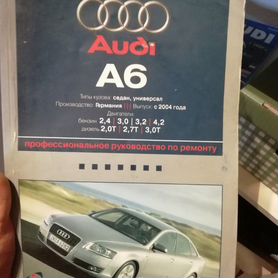 Audi
A6
Типы кузова: седан, универсал
Производство: Германия | Выпуск: с 2004 года
Двигатели:
бензин 2,4 | 3,0 | 3,2 | 4,2
дизель 2,0T | 2,7T | 3,0T
профессиональное руководство по ремонту